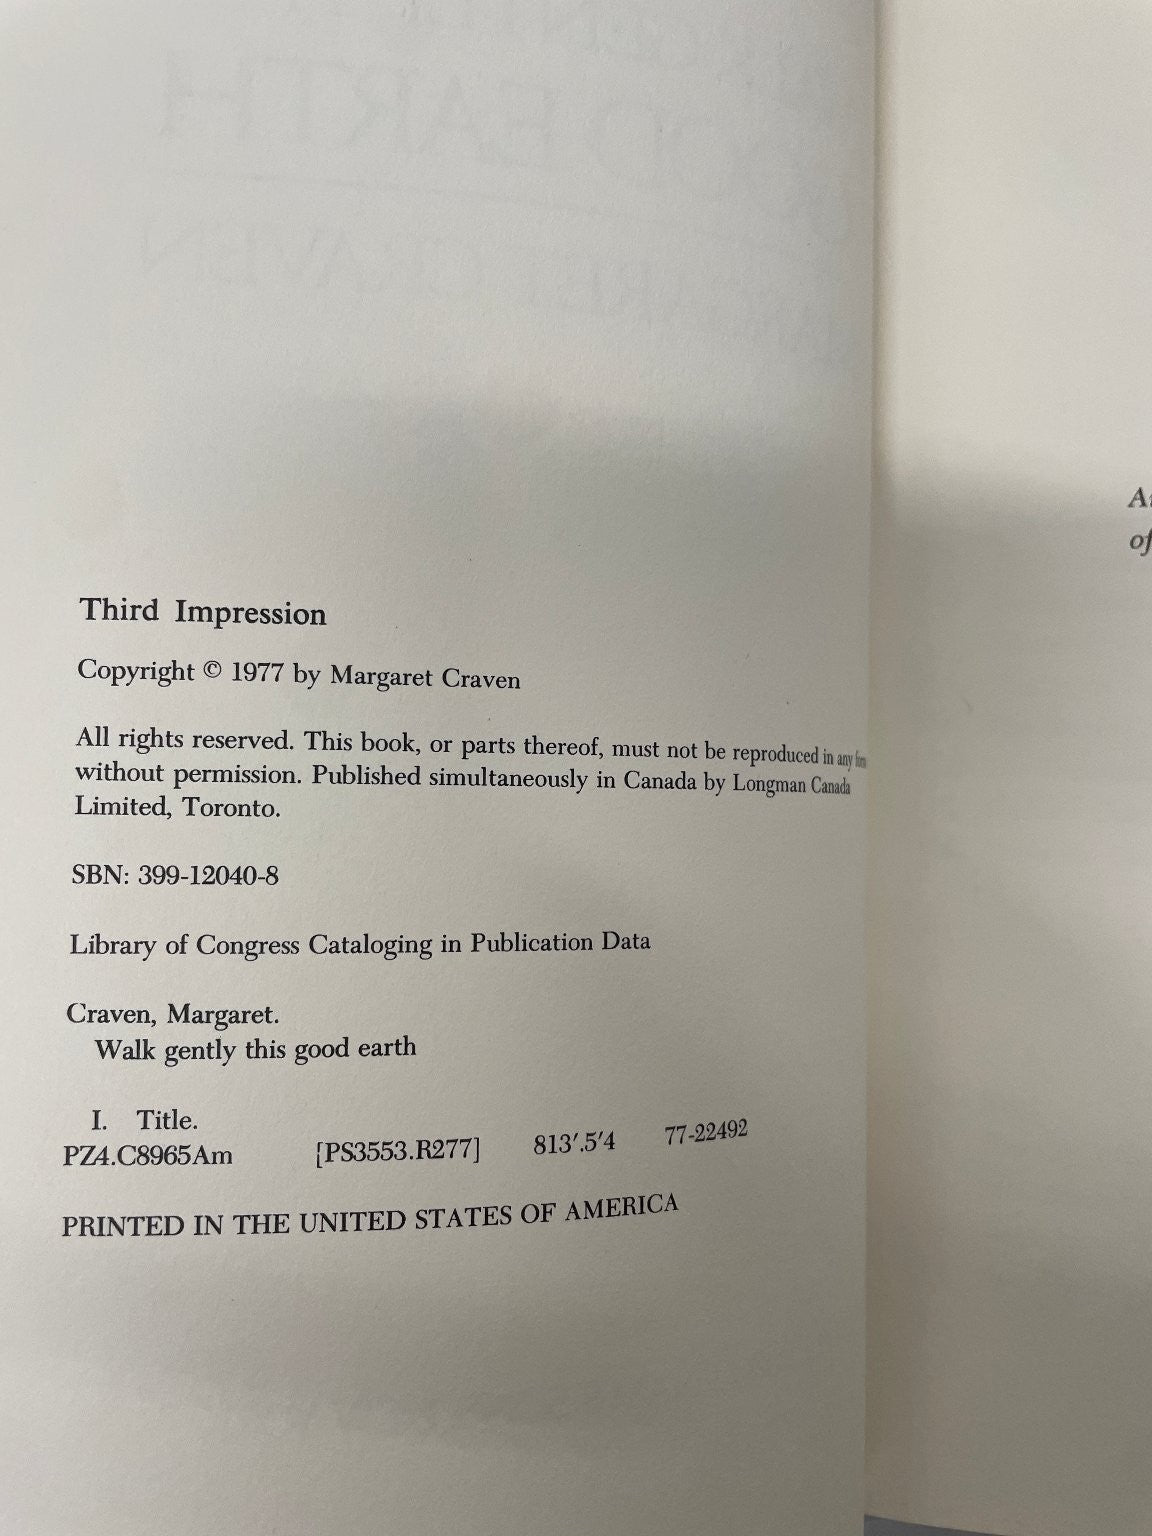 Third Impression
Copyright © 1977 by Margaret Craven
All rights reserved. This book, or parts thereof, must not be reproduced in any form
without permission. Published simultaneously in Canada by Longman Canada
Limited, Toronto.
SBN: 399-12040-8
Library of Congress Cataloging in Publication Data
Craven, Margaret.
Walk gently this good earth
I. Title.
PZ4.C8965Am [PS3553.R277] 813'.5'4 77-22492
PRINTED IN THE UNITED STATES OF AMERICA
of